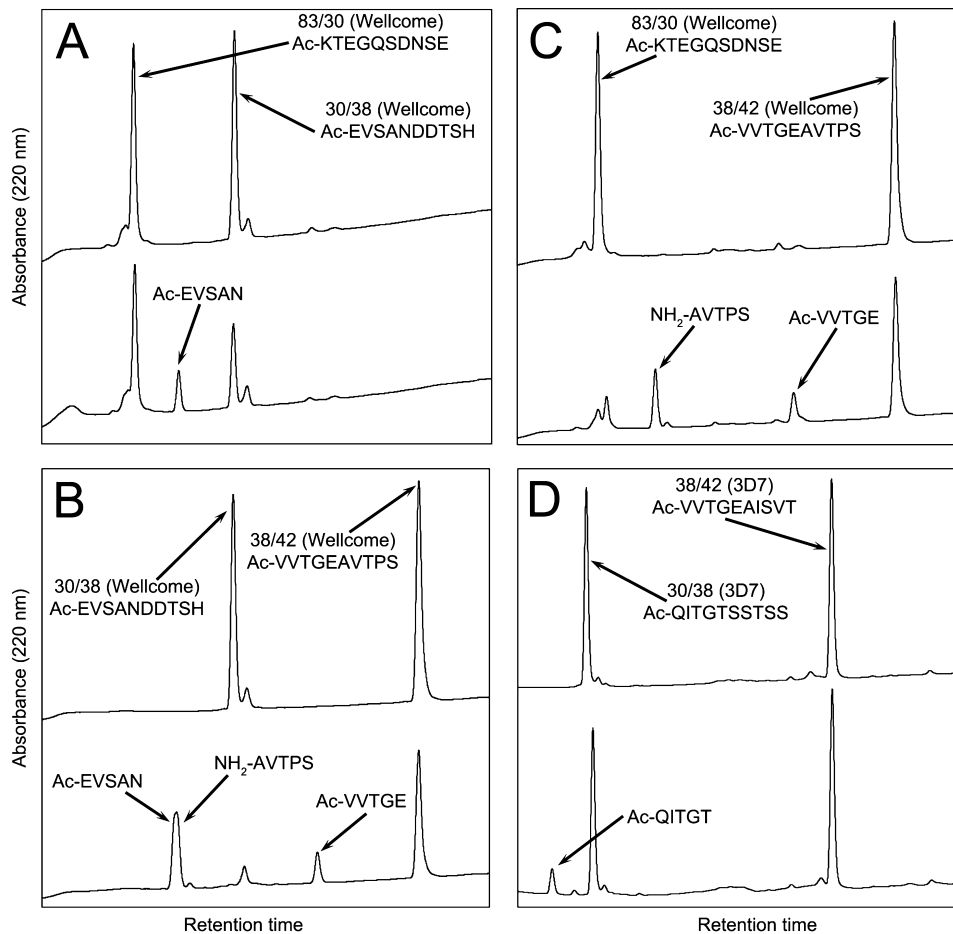 A
83/30 (Wellcome)
Ac-KTEGQSDNSE
30/38 (Wellcome)
Ac-EVSANDDTSH
Ac-EVSAN
Absorbance (220 nm)
C
83/30 (Wellcome)
Ac-KTEGQSDNSE
38/42 (Wellcome)
Ac-VVTGEAVTPS
NH2-AVTPS
Ac-VVTGE
B
30/38 (Wellcome)
Ac-EVSANDDTSH
38/42 (Wellcome)
Ac-VVTGEAVTPS
Ac-EVSAN
NH2-AVTPS
Ac-VVTGE
Absorbance (220 nm)
Retention time
D
38/42 (3D7)
Ac-VVTGEAISVT
30/38 (3D7)
Ac-QITGTSSTSS
Ac-QITGT
Retention time